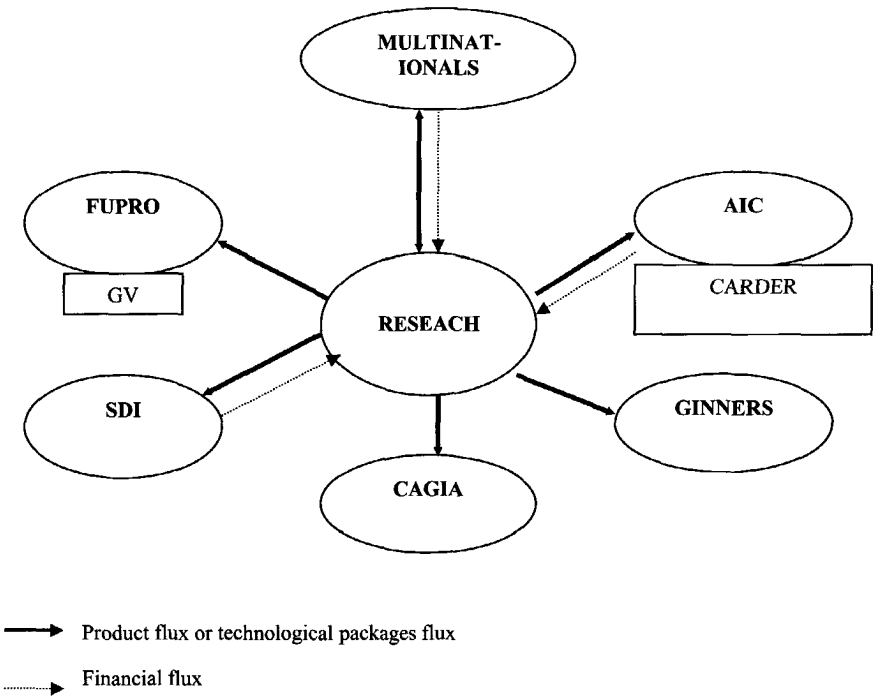 MULTINAT-
IONALS
FUPRO
AIC
GV
CARDER
RESEACH
SDI
GINNERS
CAGIA
Product flux or technological packages flux
Financial flux